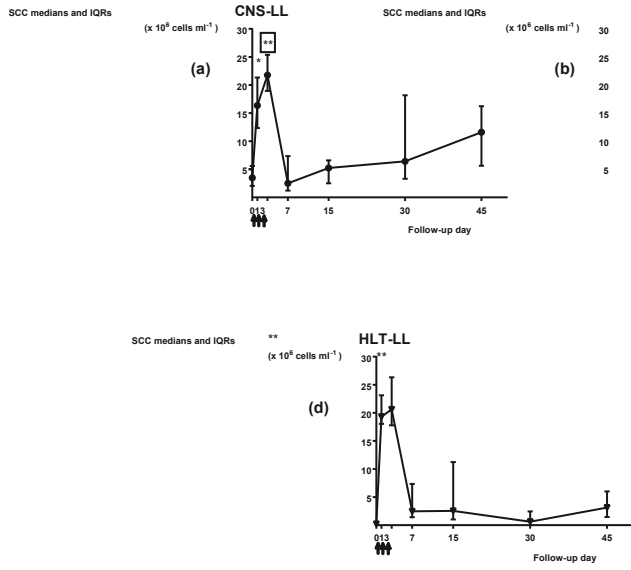 CNS-LL
SCC medians and IQRs
SCC medians and IQRs
(x 10⁶ cells ml⁻¹)
(x 10⁶ cells ml⁻¹)
30
30
**
*
(a)
(b)
25
25
20
20
15
15
10
10
5
5
0 1 3 7 15 30 45
Follow-up day
SCC medians and IQRs
**
HLT-LL
(x 10⁶ cells ml⁻¹)
30
**
(d)
25
20
15
10
5
0 1 3 7 15 30 45
Follow-up day